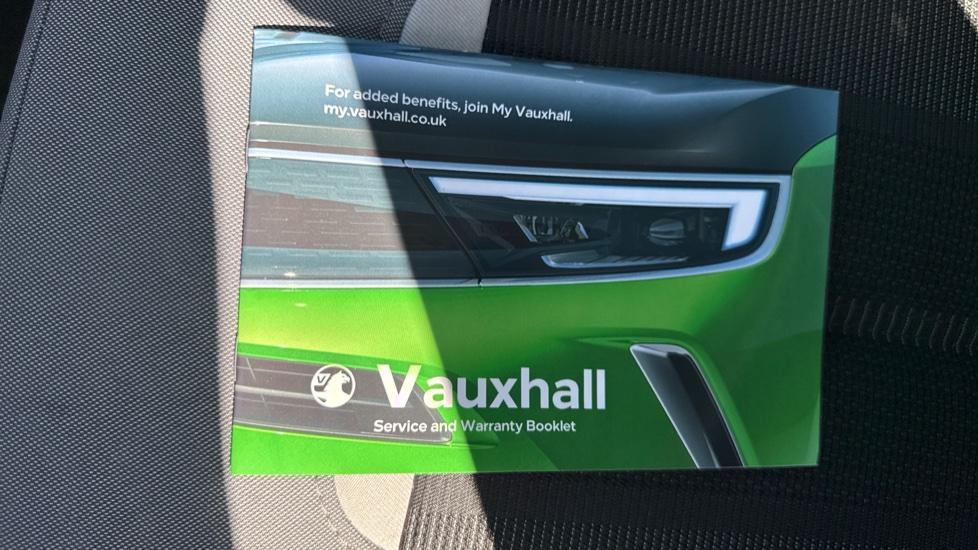 For added benefits, join My Vauxhall.
my.vauxhall.co.uk
Vauxhall
Service and Warranty Booklet